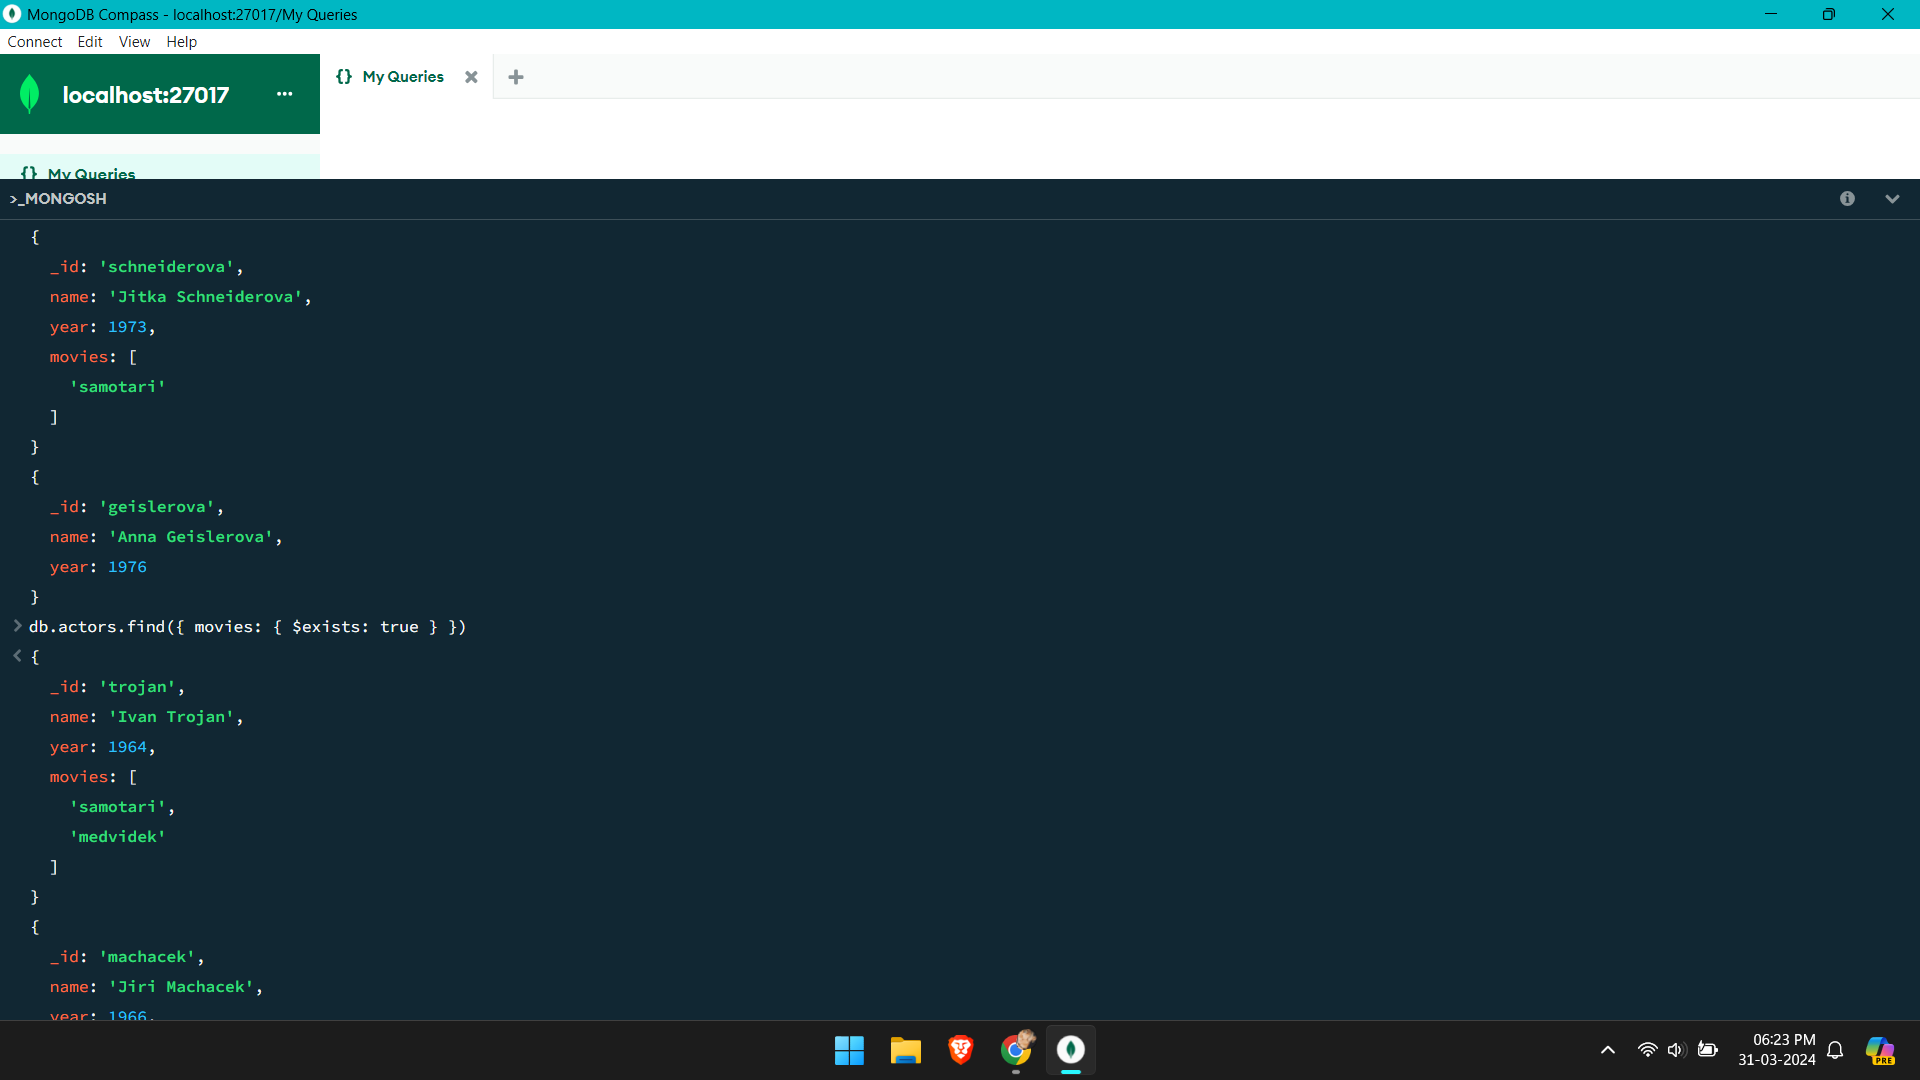 MongoDB Compass - localhost:27017/My Queries
Connect Edit View Help
localhost:27017 ...
{} My Queries
{} My Queries
>_MONGOSH
{
_id: 'schneiderova',
name: 'Jitka Schneiderova',
year: 1973,
movies: [
'samotari'
]
}
{
_id: 'geislerova',
name: 'Anna Geislerova',
year: 1976
}
> db.actors.find({ movies: { $exists: true } })
< {
_id: 'trojan',
name: 'Ivan Trojan',
year: 1964,
movies: [
'samotari',
'medvidek'
]
}
{
_id: 'machacek',
name: 'Jiri Machacek',
year: 1966,
06:23 PM
31-03-2024
PRE